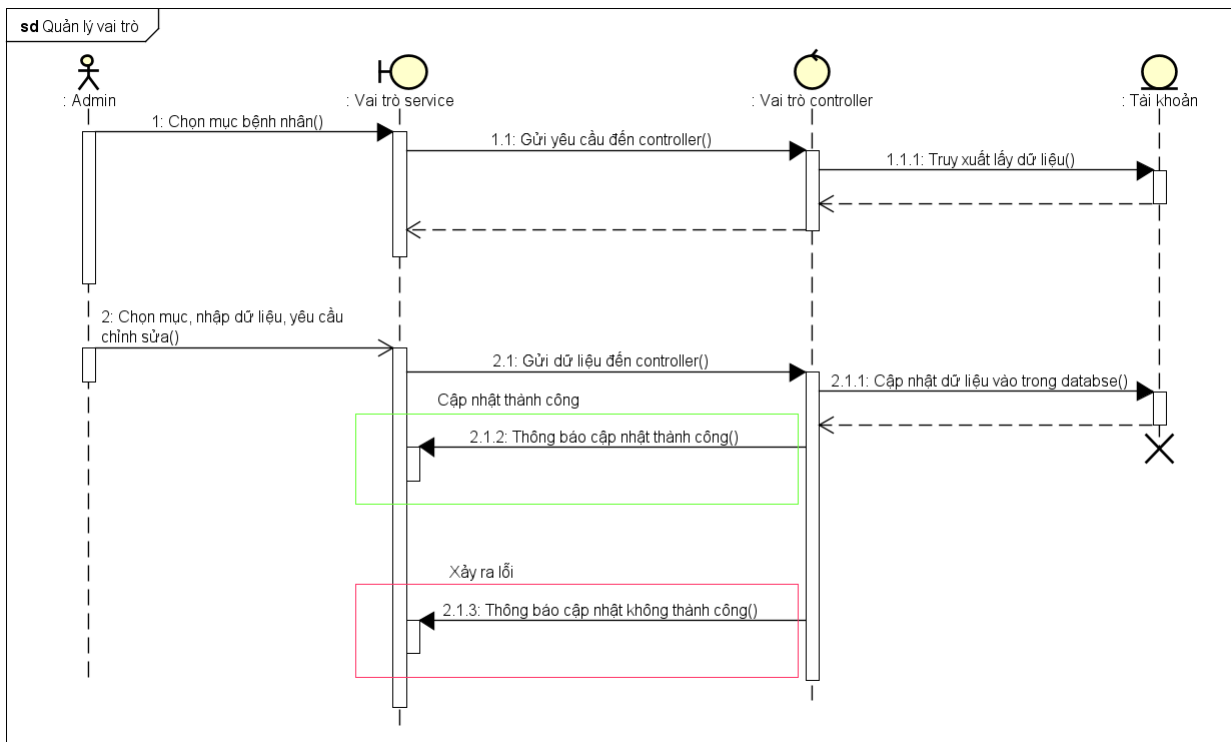 sd Quản lý vai trò
: Admin
: Vai trò service
: Vai trò controller
: Tài khoản
1: Chọn mục bệnh nhân()
1.1: Gửi yêu cầu đến controller()
1.1.1: Truy xuất lấy dữ liệu()
2: Chọn mục, nhập dữ liệu, yêu cầu
chỉnh sửa()
2.1: Gửi dữ liệu đến controller()
2.1.1: Cập nhật dữ liệu vào trong databse()
Cập nhật thành công
2.1.2: Thông báo cập nhật thành công()
Xảy ra lỗi
2.1.3: Thông báo cập nhật không thành công()